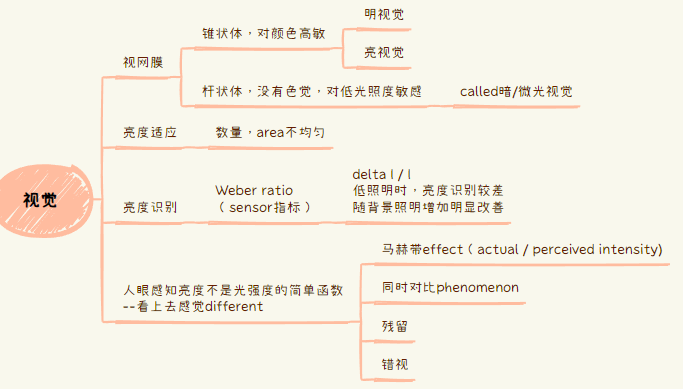 视觉
视网膜
锥状体，对颜色高敏
明视觉
亮视觉
杆状体，没有色觉，对低光照度敏感
called暗/微光视觉
亮度适应
数量，area不均匀
亮度识别
Weber ratio
（ sensor指标 ）
delta l / l
低照明时，亮度识别较差
随背景照明增加明显改善
人眼感知亮度不是光强度的简单函数
--看上去感觉different
马赫带effect ( actual / perceived intensity)
同时对比phenomenon
残留
错视